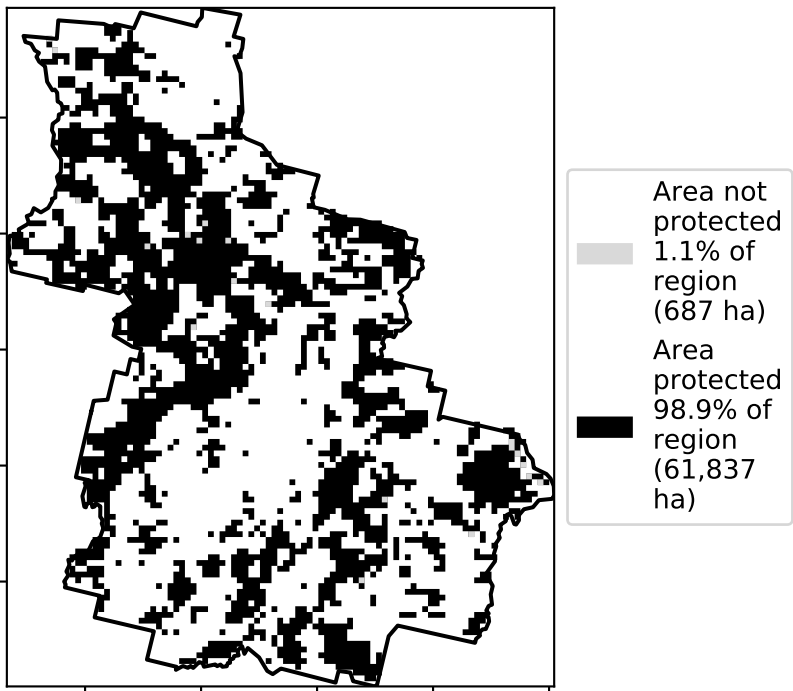 Area not
protected
1.1% of
region
(687 ha)
Area
protected
98.9% of
region
(61,837
ha)